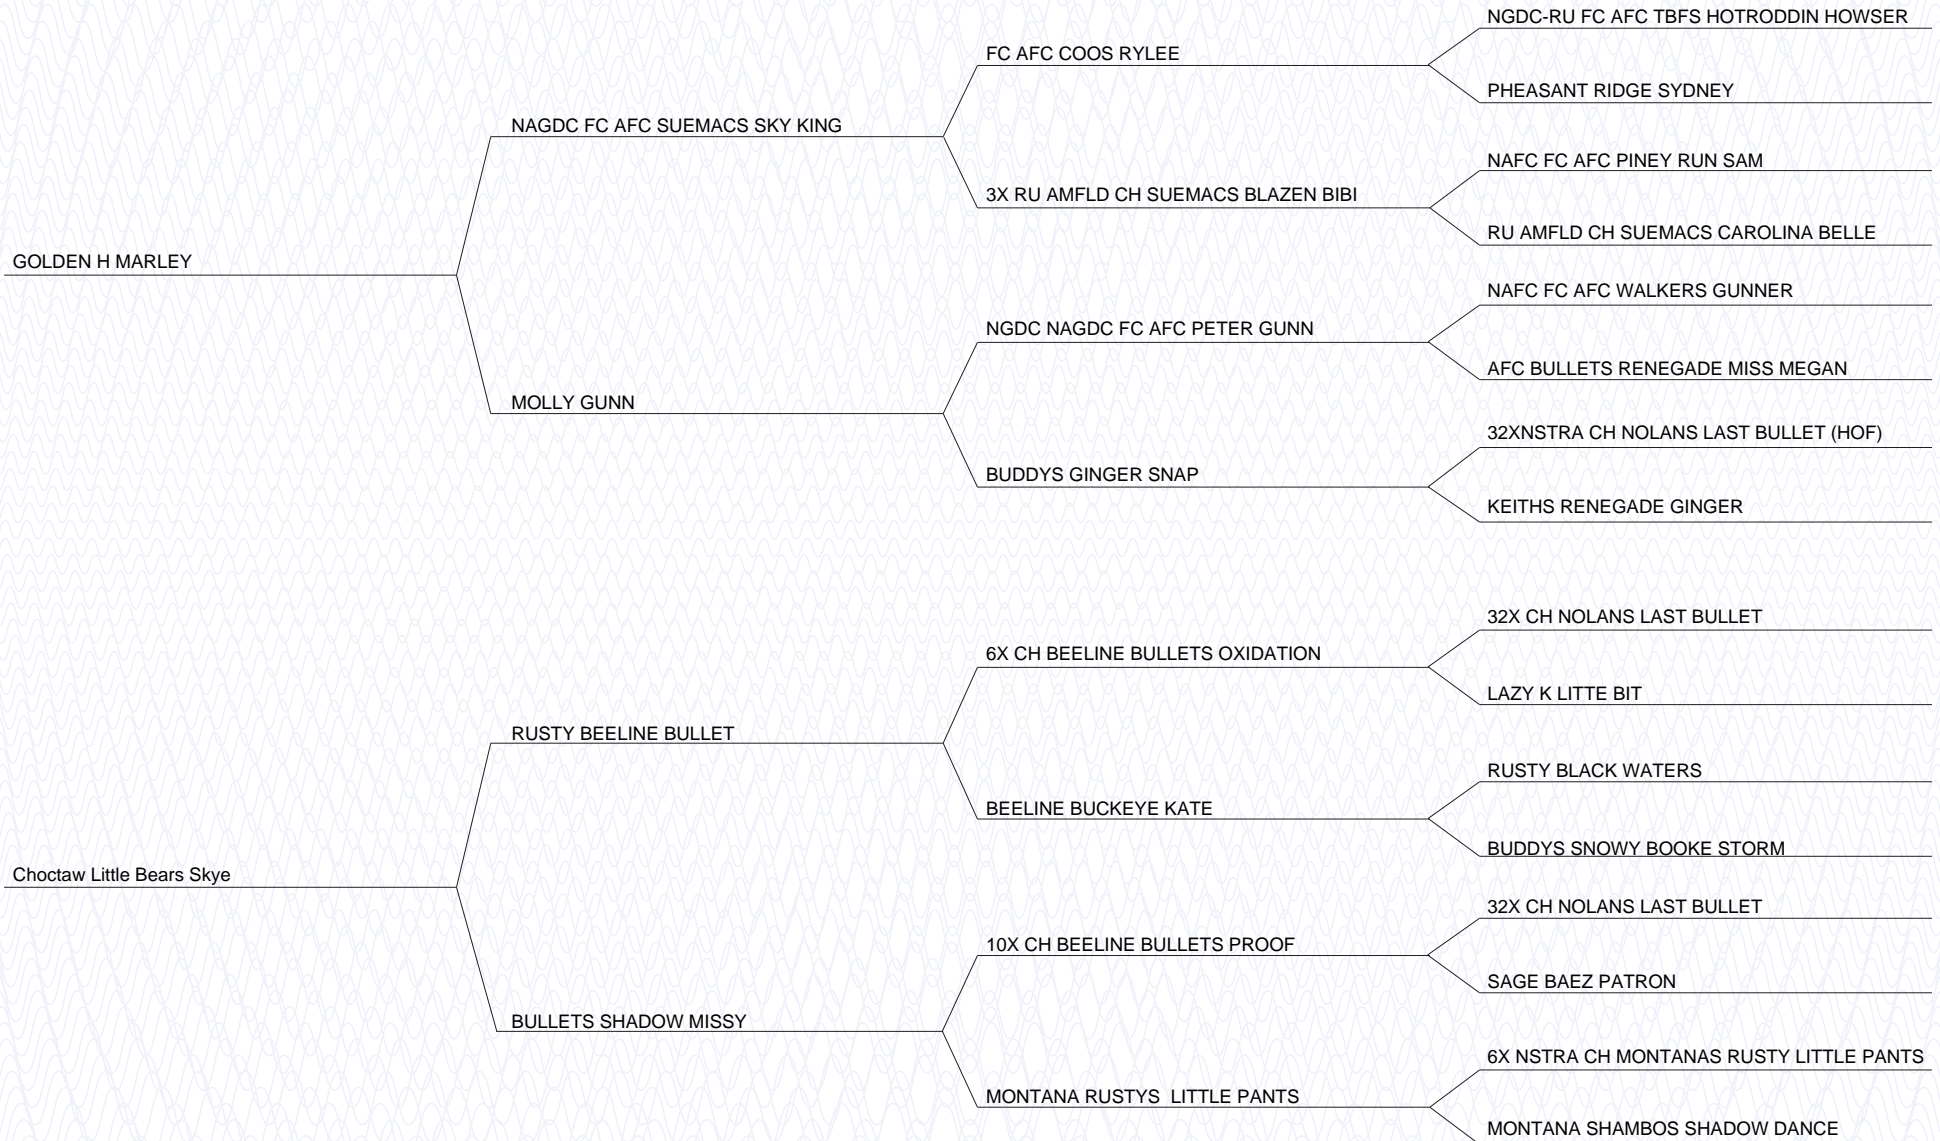 NGDC-RU FC AFC TBFS HOTRODDIN HOWSER
FC AFC COOS RYLEE
PHEASANT RIDGE SYDNEY
NAGDC FC AFC SUEMACS SKY KING
NAFC FC AFC PINEY RUN SAM
3X RU AMFLD CH SUEMACS BLAZEN BIBI
RU AMFLD CH SUEMACS CAROLINA BELLE
GOLDEN H MARLEY
NAFC FC AFC WALKERS GUNNER
NGDC NAGDC FC AFC PETER GUNN
AFC BULLETS RENEGADE MISS MEGAN
MOLLY GUNN
32XNSTRA CH NOLANS LAST BULLET (HOF)
BUDDYS GINGER SNAP
KEITHS RENEGADE GINGER
32X CH NOLANS LAST BULLET
6X CH BEELINE BULLETS OXIDATION
LAZY K LITTE BIT
RUSTY BEELINE BULLET
RUSTY BLACK WATERS
BEELINE BUCKEYE KATE
BUDDYS SNOWY BOOKE STORM
Choctaw Little Bears Skye
32X CH NOLANS LAST BULLET
10X CH BEELINE BULLETS PROOF
SAGE BAEZ PATRON
BULLETS SHADOW MISSY
6X NSTRA CH MONTANAS RUSTY LITTLE PANTS
MONTANA RUSTYS  LITTLE PANTS
MONTANA SHAMBOS SHADOW DANCE